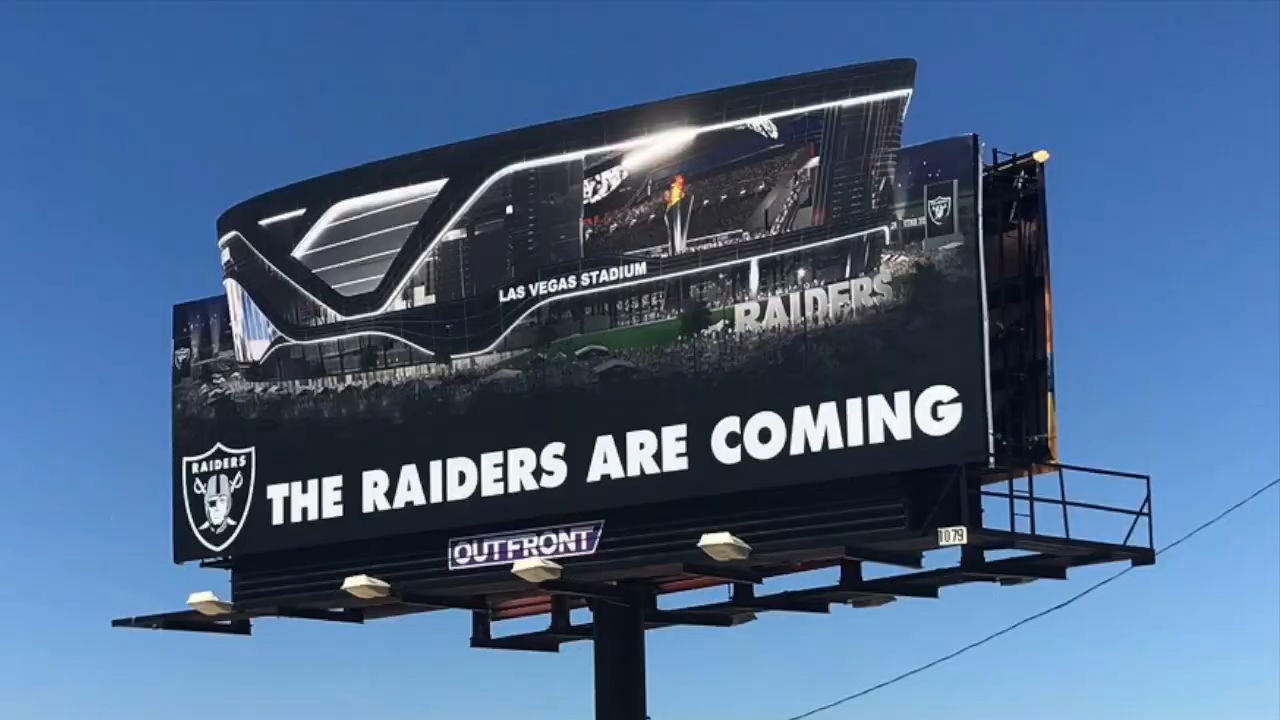 LAS VEGAS STADIUM
RAIDERS
RAIDERS
THE RAIDERS ARE COMING
OUTFRONT
1079